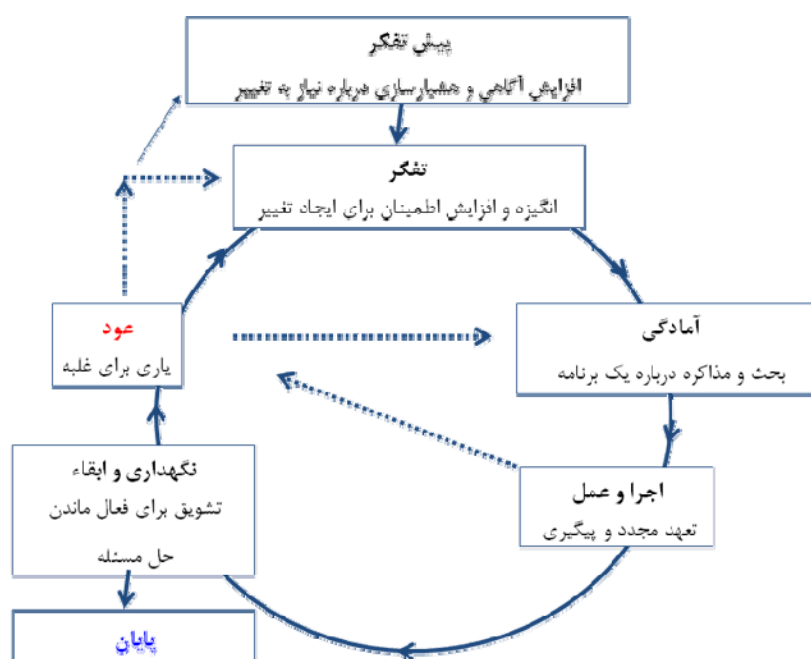 پیش تفکر
افزایش آگاهی و هشیارسازی درباره نیاز به تغییر
تفکر
انگیزه و افزایش اطمینان برای ایجاد تغییر
آمادگی
بحث و مذاکره درباره یک برنامه
اجرا و عمل
تعهد مجدد و پیگیری
عود
یاری برای غلبه
نگهداری و ابقاء
تشویق برای فعال ماندن
حل مسئله
پایان